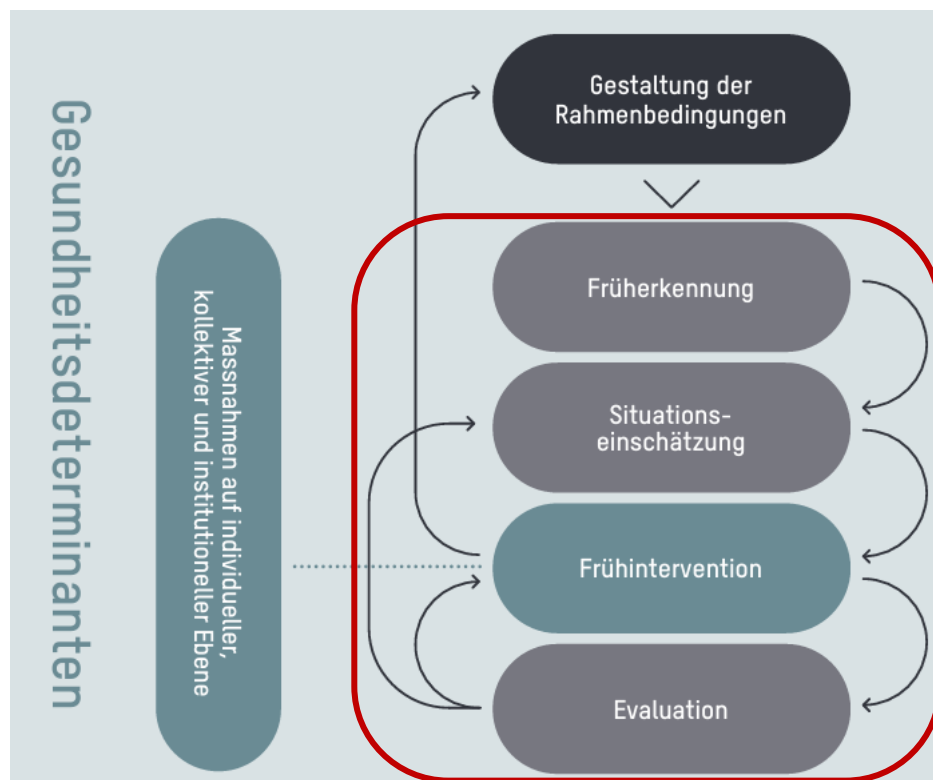 Gesundheitsdeterminanten
Massnahmen auf individueller,
kollektiver und institutioneller Ebene
Gestaltung der
Rahmenbedingungen
Früherkennung
Situations-
einschätzung
Frühintervention
Evaluation